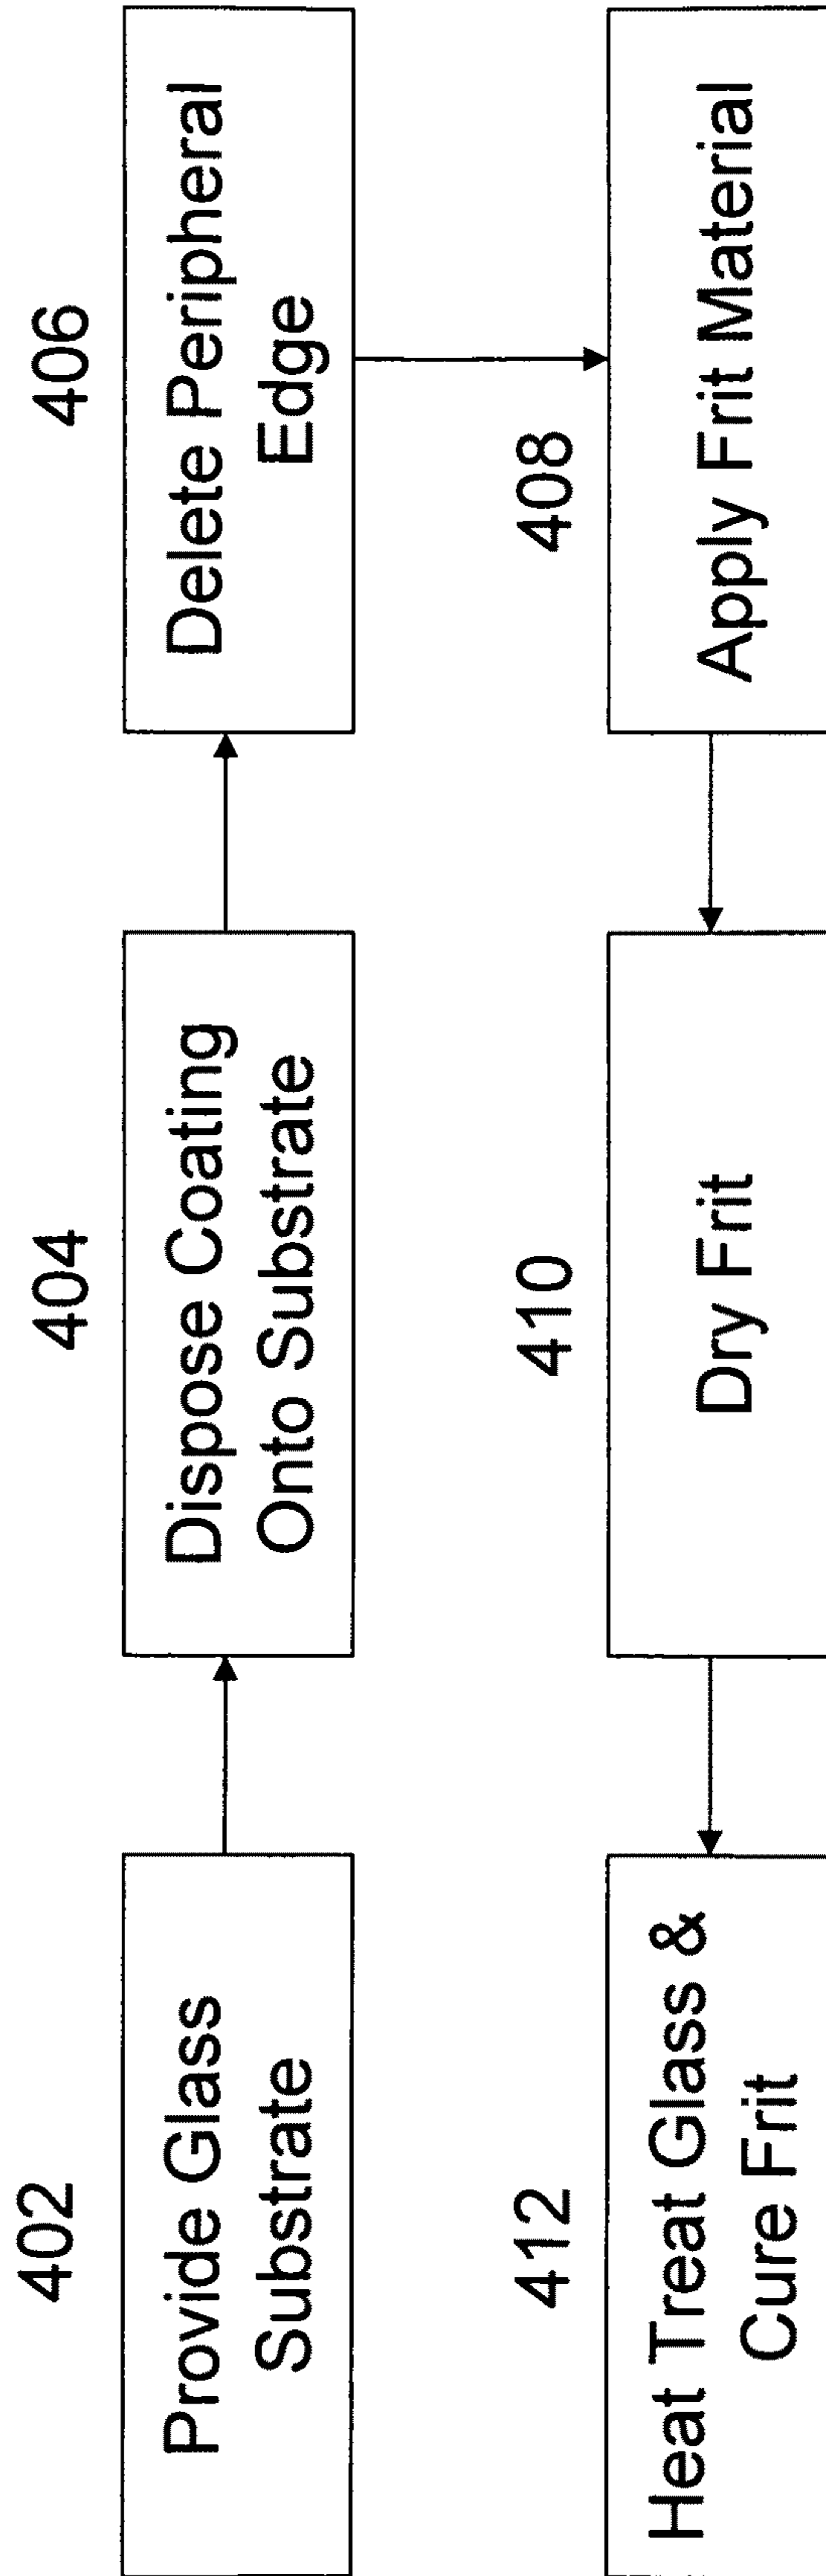 402
Provide Glass
Substrate
404
Dispose Coating
Onto Substrate
406
Delete Peripheral
Edge
408
Apply Frit Material
410
Dry Frit
412
Heat Treat Glass &
Cure Frit